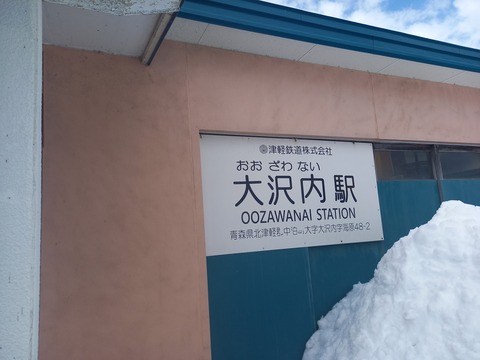 津軽鉄道株式会社
おお ざわ ない
大沢内駅
OOZAWANAI STATION
青森県北津軽郡中泊町大字大沢内字海原48-2